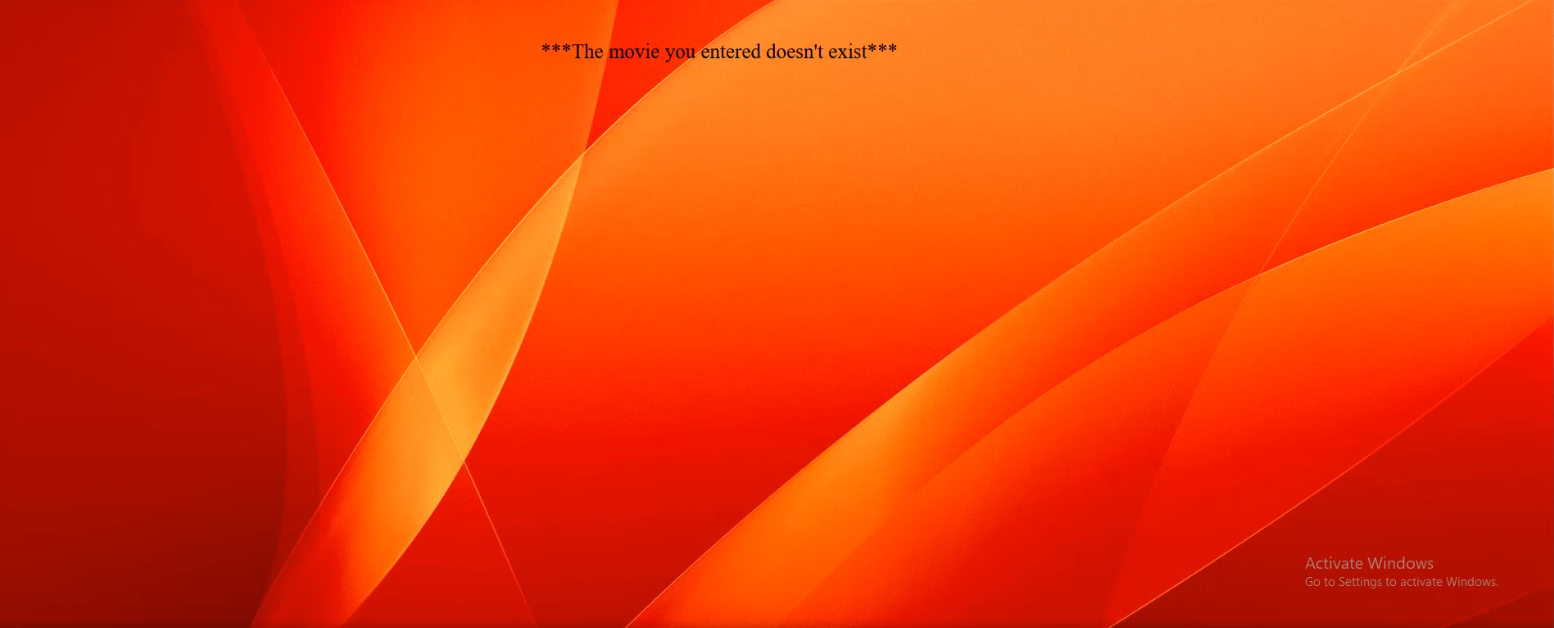 ***The movie you entered doesn't exist***
Activate Windows
Go to Settings to activate Windows.